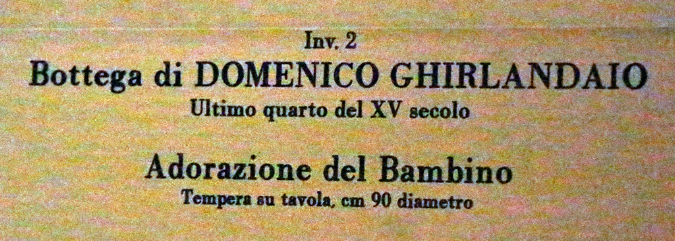 Inv. 2
Bottega di DOMENICO GHIRLANDAIO
Ultimo quarto del XV secolo
Adorazione del Bambino
Tempera su tavola, cm 90 diametro